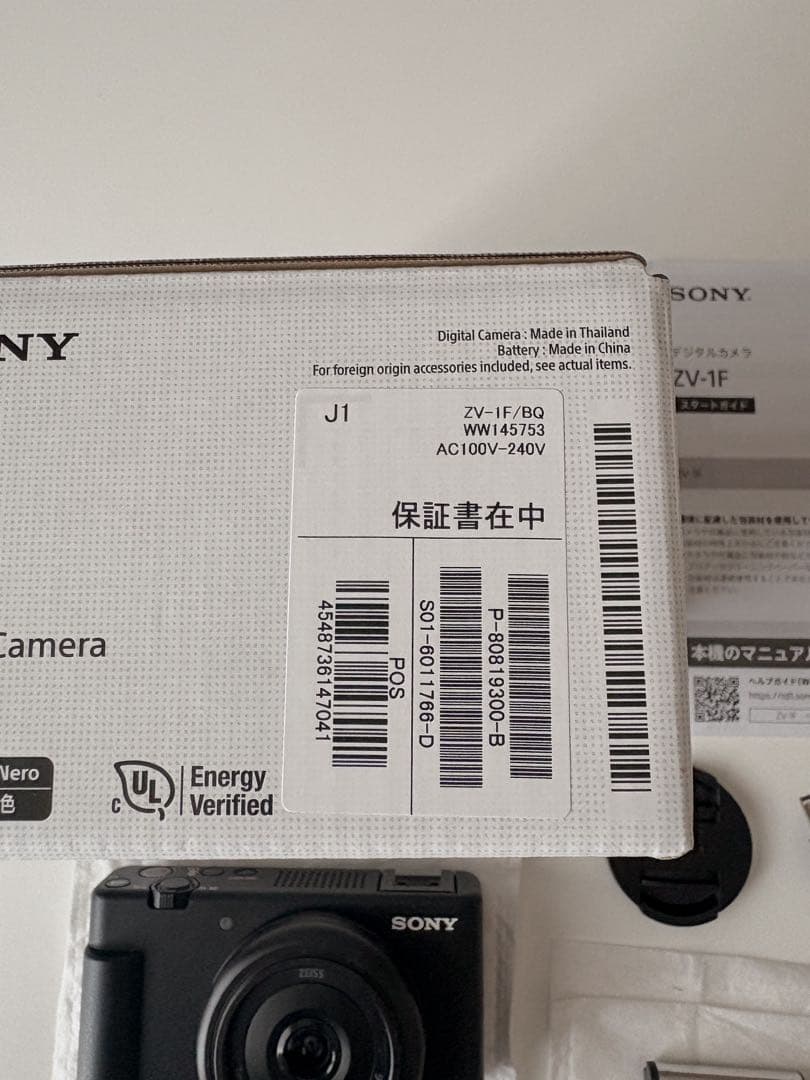 NY
Digital Camera : Made in Thailand
Battery : Made in China
For foreign origin accessories included, see actual items.
J1
ZV-1F/BQ
WW145753
AC100V-240V
保証書在中
4548736147041
POS
S01-6011766-D
P-80819300-B
Camera
Nero
色
C UL Energy
Verified
SONY
デジタルカメラ
ZV-1F
スタートガイド
本機のマニュアル
SONY
ZEISS